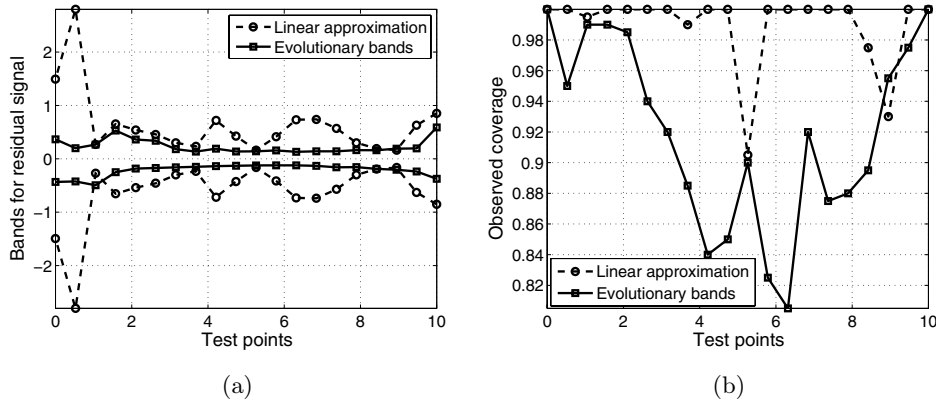 Linear approximation
Evolutionary bands
Bands for residual signal
2
1
0
−1
−2
0 2 4 6 8 10
Test points
(a)
Observed coverage
0.98
0.96
0.94
0.92
0.9
0.88
0.86
0.84
0.82
Linear approximation
Evolutionary bands
0 2 4 6 8 10
Test points
(b)